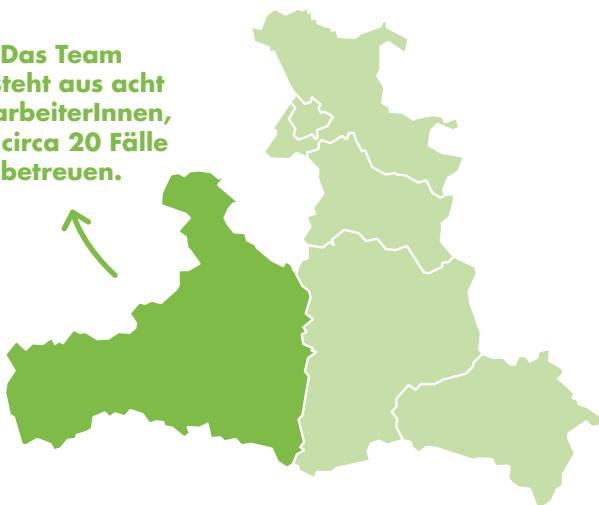 Das Team
steht aus acht
arbeiterInnen,
circa 20 Fälle
betreuen.